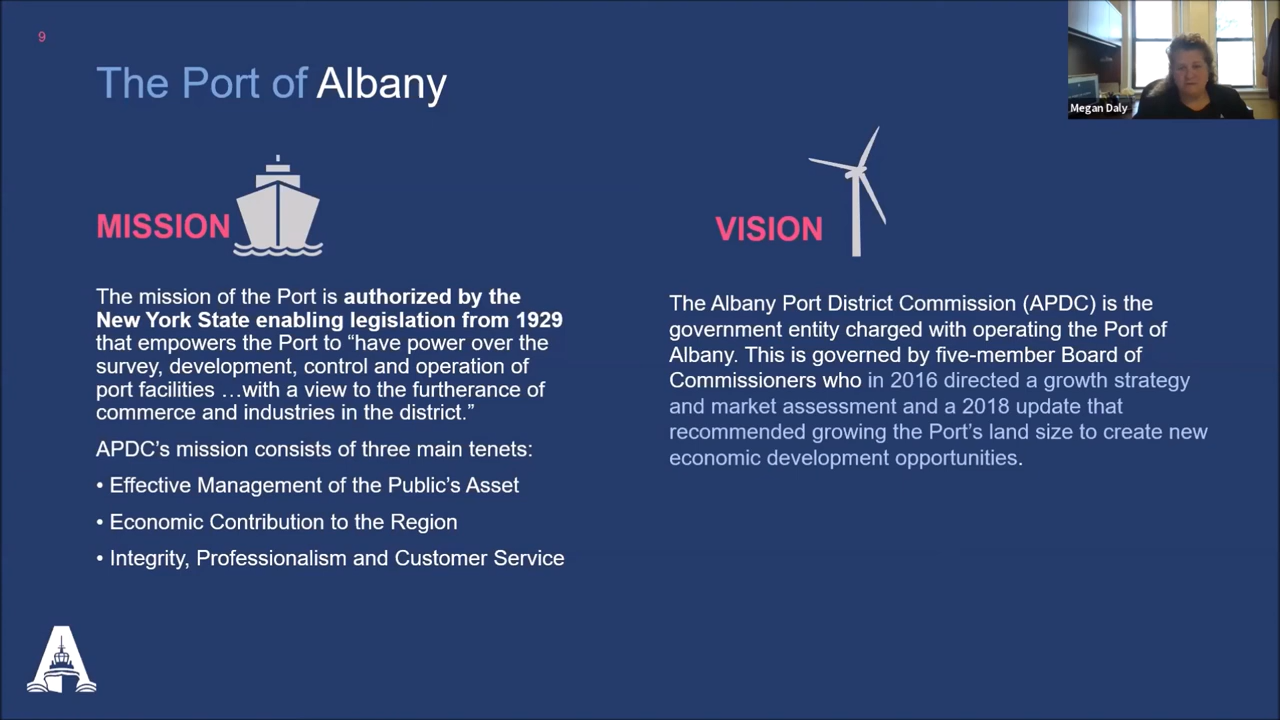 9
The Port of Albany
Megan Daly
MISSION
The mission of the Port is authorized by the
New York State enabling legislation from 1929
that empowers the Port to “have power over the
survey, development, control and operation of
port facilities …with a view to the furtherance of
commerce and industries in the district.”
APDC’s mission consists of three main tenets:
• Effective Management of the Public’s Asset
• Economic Contribution to the Region
• Integrity, Professionalism and Customer Service
VISION
The Albany Port District Commission (APDC) is the
government entity charged with operating the Port of
Albany. This is governed by five-member Board of
Commissioners who in 2016 directed a growth strategy
and market assessment and a 2018 update that
recommended growing the Port’s land size to create new
economic development opportunities.
A